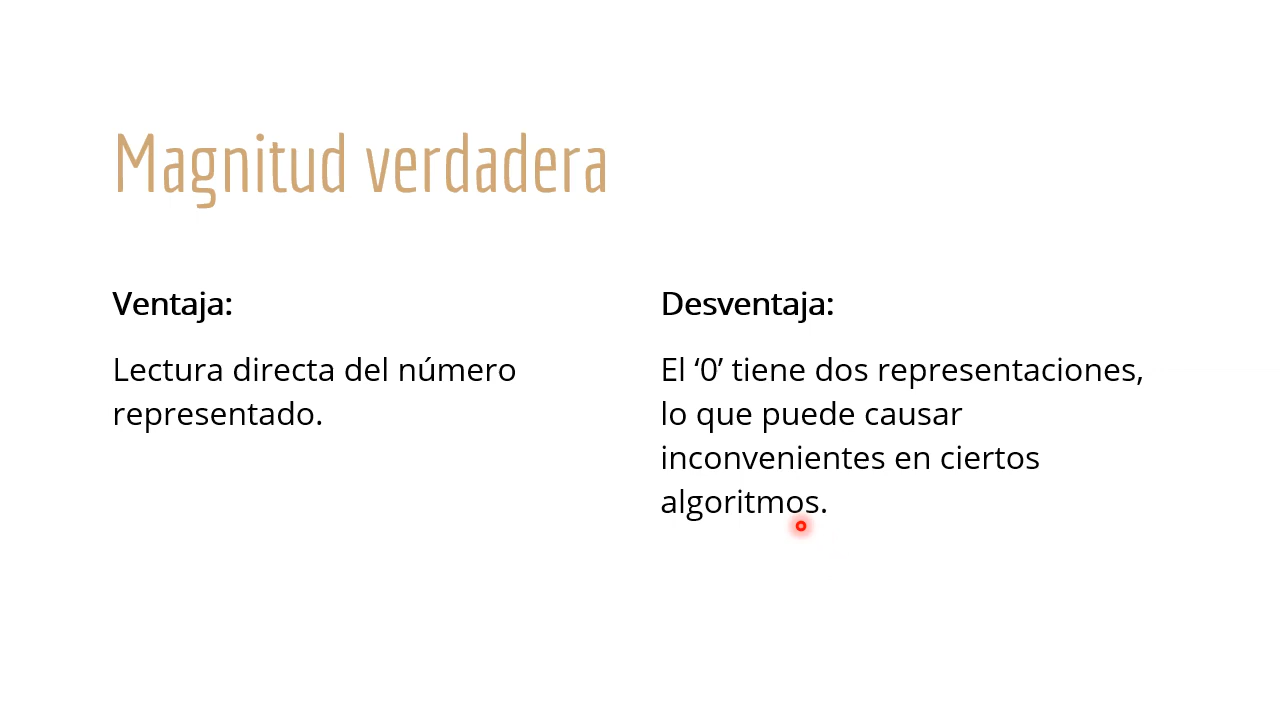 Magnitud verdadera
Ventaja:
Lectura directa del número
representado.
Desventaja:
El ‘0’ tiene dos representaciones,
lo que puede causar
inconvenientes en ciertos
algoritmos.